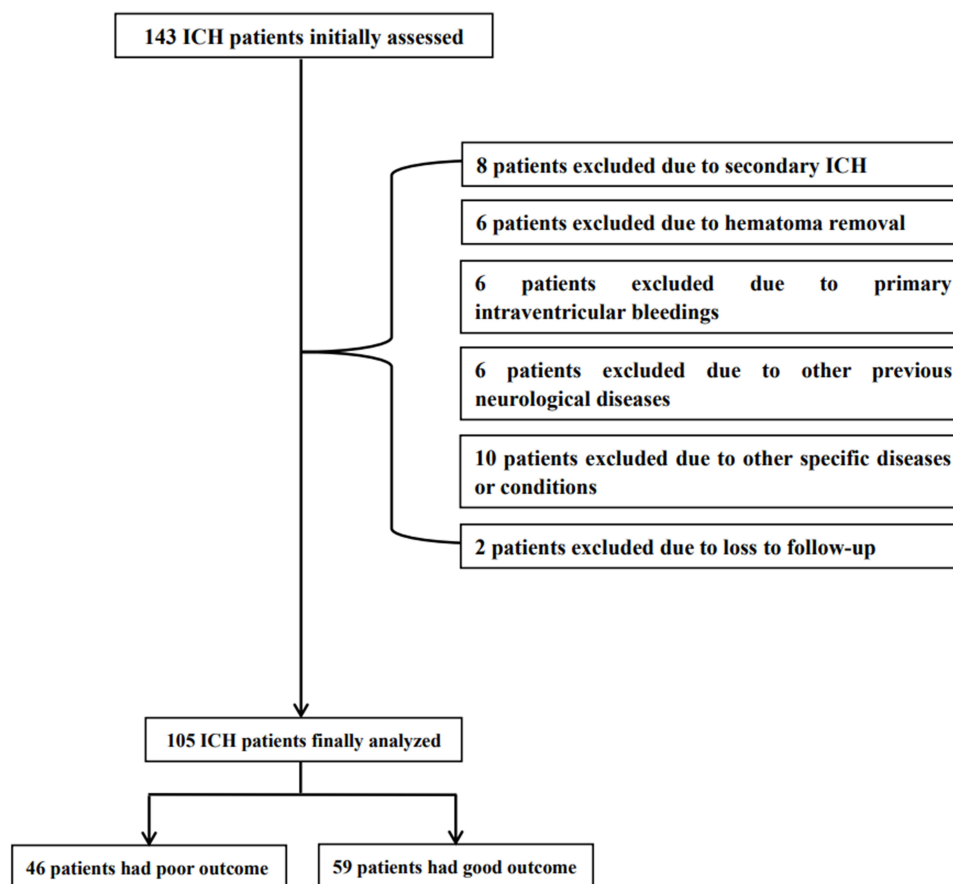 143 ICH patients initially assessed
8 patients excluded due to secondary ICH
6 patients excluded due to hematoma removal
6 patients excluded due to primary
intraventricular bleedings
6 patients excluded due to other previous
neurological diseases
10 patients excluded due to other specific diseases
or conditions
2 patients excluded due to loss to follow-up
105 ICH patients finally analyzed
46 patients had poor outcome
59 patients had good outcome